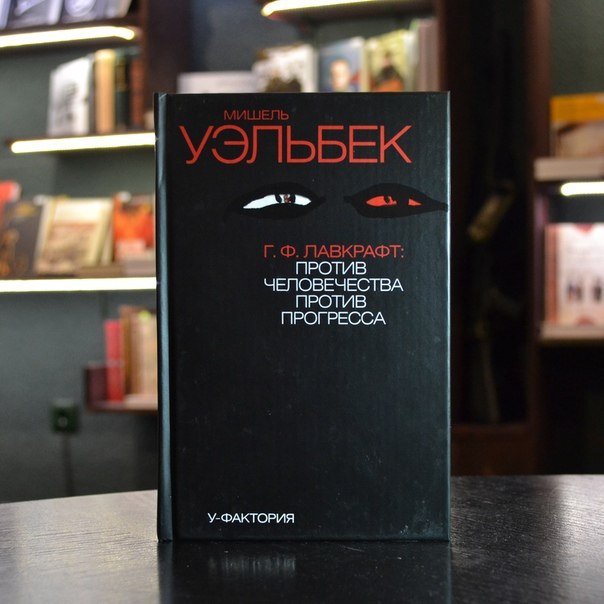 МИШЕЛЬ
УЭЛЬБЕК
Г. Ф. ЛАВКРАФТ:
ПРОТИВ
ЧЕЛОВЕЧЕСТВА
ПРОТИВ
ПРОГРЕССА
У-ФАКТОРИЯ